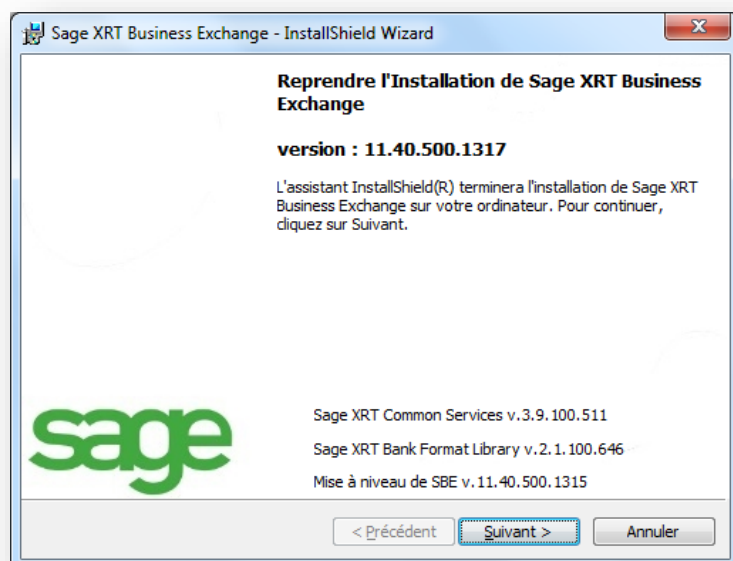 Sage XRT Business Exchange - InstallShield Wizard
Reprendre l'Installation de Sage XRT Business
Exchange
version : 11.40.500.1317
L'assistant InstallShield(R) terminera l'installation de Sage XRT
Business Exchange sur votre ordinateur. Pour continuer,
cliquez sur Suivant.
sage
Sage XRT Common Services v.3.9.100.511
Sage XRT Bank Format Library v.2.1.100.646
Mise à niveau de SBE v.11.40.500.1315
< Précédent
Suivant >
Annuler